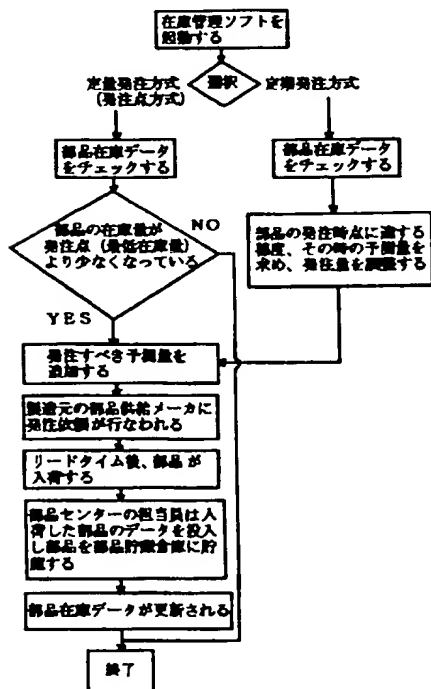 在庫管理ソフトを
起動する
選択
定量発注方式
(発注点方式)
定期発注方式
部品在庫データ
をチェックする
部品在庫データ
をチェックする
部品の在庫量が
発注点(最低在庫量)
より少なくなっている
NO
YES
部品の発注時点に達する
都度、その時の予測量を
求め、発注量を調整する
発注すべき予測量を
追加する
製造元の部品供給メーカに
発注依頼が行なわれる
リードタイム後、部品が
入荷する
部品センターの担当員は入
荷した部品のデータを投入
し部品を部品貯蔵倉庫に貯
蔵する
部品在庫データが更新される
終了